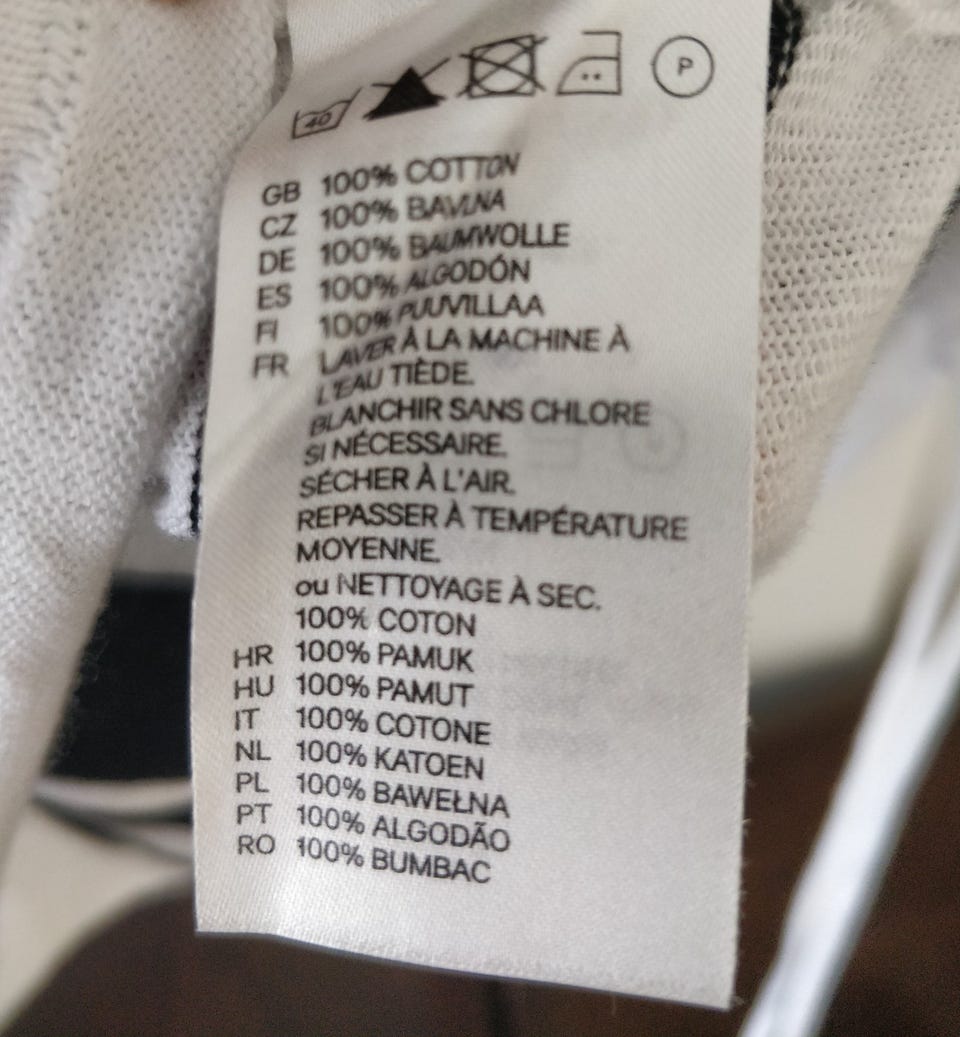 40 P
GB 100% COTTON
CZ 100% BAVLNA
DE 100% BAUMWOLLE
ES 100% ALGODÓN
FI 100% PUUVILLAA
FR LAVER À LA MACHINE À
L'EAU TIÈDE.
BLANCHIR SANS CHLORE
SI NÉCESSAIRE.
SÉCHER À L'AIR.
REPASSER À TEMPÉRATURE
MOYENNE.
ou NETTOYAGE À SEC.
100% COTON
HR 100% PAMUK
HU 100% PAMUT
IT 100% COTONE
NL 100% KATOEN
PL 100% BAWEŁNA
PT 100% ALGODÃO
RO 100% BUMBAC